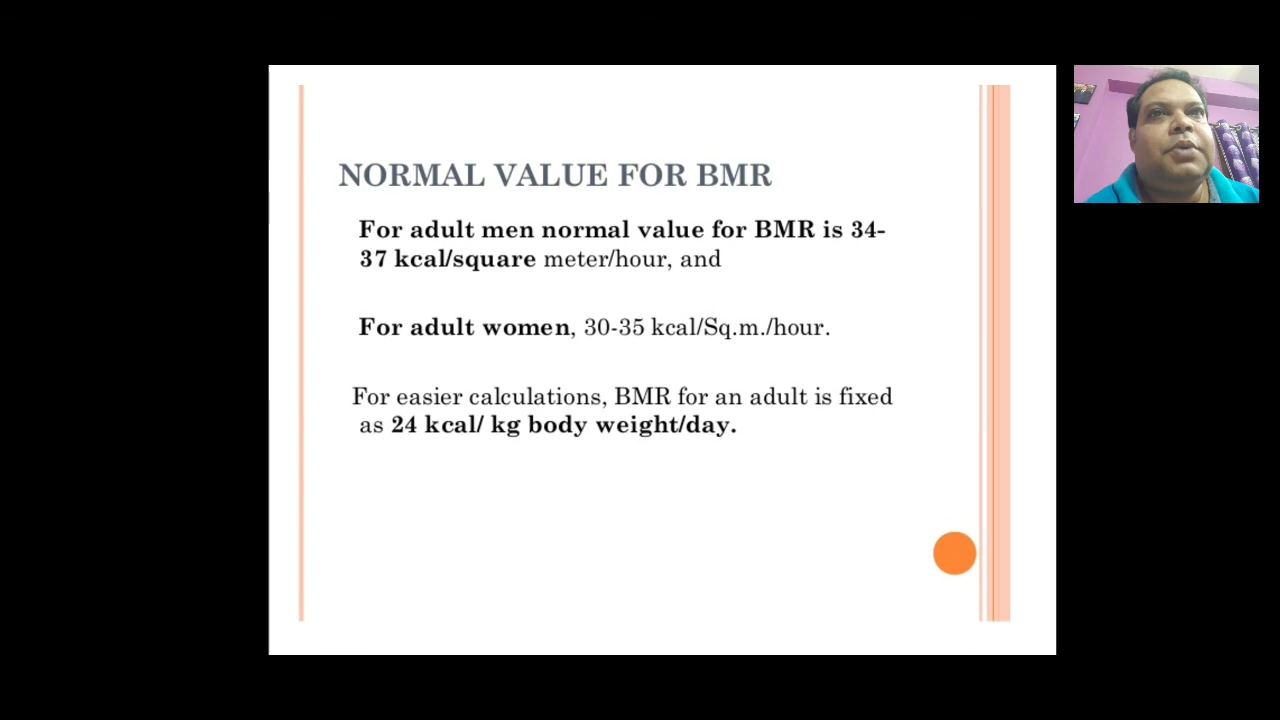 NORMAL VALUE FOR BMR
For adult men normal value for BMR is 34-
37 kcal/square meter/hour, and
For adult women, 30-35 kcal/Sq.m./hour.
For easier calculations, BMR for an adult is fixed
as 24 kcal/ kg body weight/day.